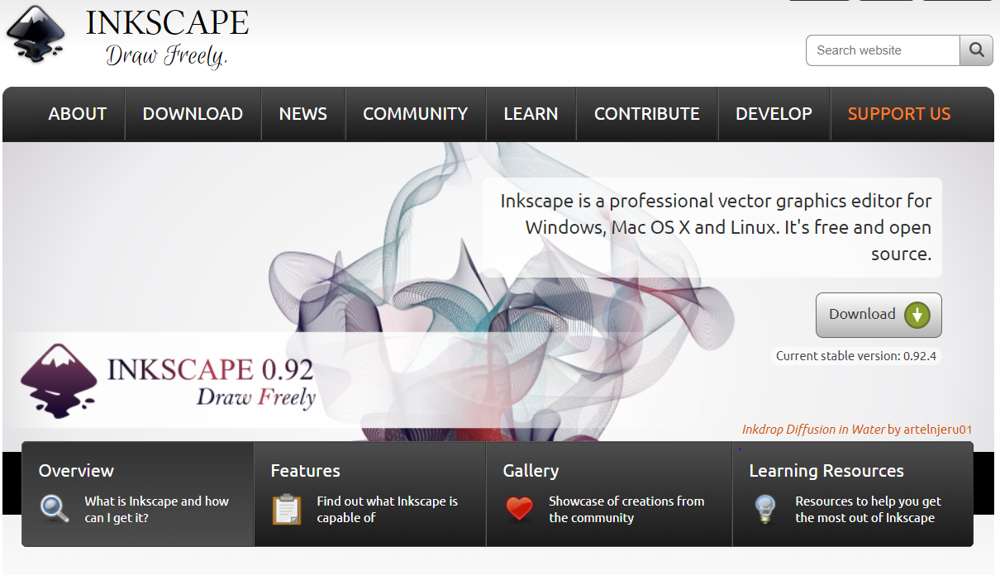 INKSCAPE
Draw Freely.
Search website
ABOUT DOWNLOAD NEWS COMMUNITY LEARN CONTRIBUTE DEVELOP SUPPORT US
Inkscape is a professional vector graphics editor for
Windows, Mac OS X and Linux. It's free and open
source.
Download
Current stable version: 0.92.4
INKSCAPE 0.92
Draw Freely
Inkdrop Diffusion in Water by artelnjeru01
Overview
What is Inkscape and how
can I get it?
Features
Find out what Inkscape is
capable of
Gallery
Showcase of creations from
the community
Learning Resources
Resources to help you get
the most out of Inkscape